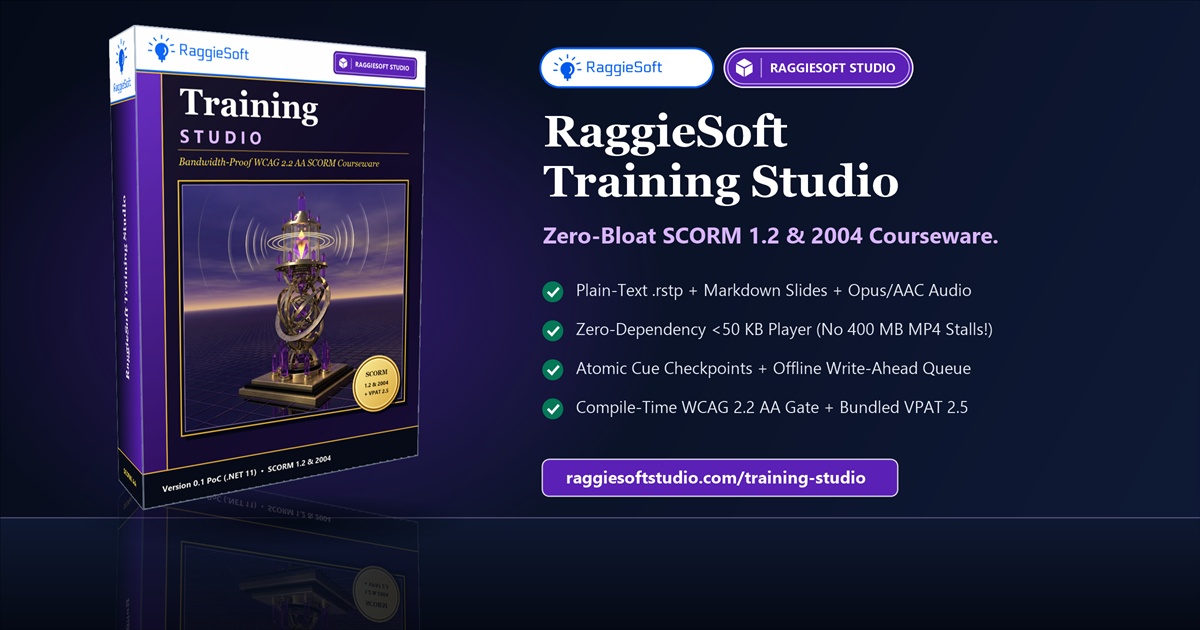 RaggieSoft
RAGGIESOFT STUDIO
RaggieSoft
Training
STUDIO
Bandwidth-Proof WCAG 2.2 AA SCORM Courseware
RaggieSoft Training Studio
SCORM
1.2 & 2004
+ VPAT 2.5
Version 0.1 PoC (.NET 11) • SCORM 1.2 & 2004
RaggieSoft
RAGGIESOFT STUDIO
RaggieSoft
Training Studio
Zero-Bloat SCORM 1.2 & 2004 Courseware.
Plain-Text .rstp + Markdown Slides + Opus/AAC Audio
Zero-Dependency <50 KB Player (No 400 MB MP4 Stalls!)
Atomic Cue Checkpoints + Offline Write-Ahead Queue
Compile-Time WCAG 2.2 AA Gate + Bundled VPAT 2.5
raggiesoftstudio.com/training-studio